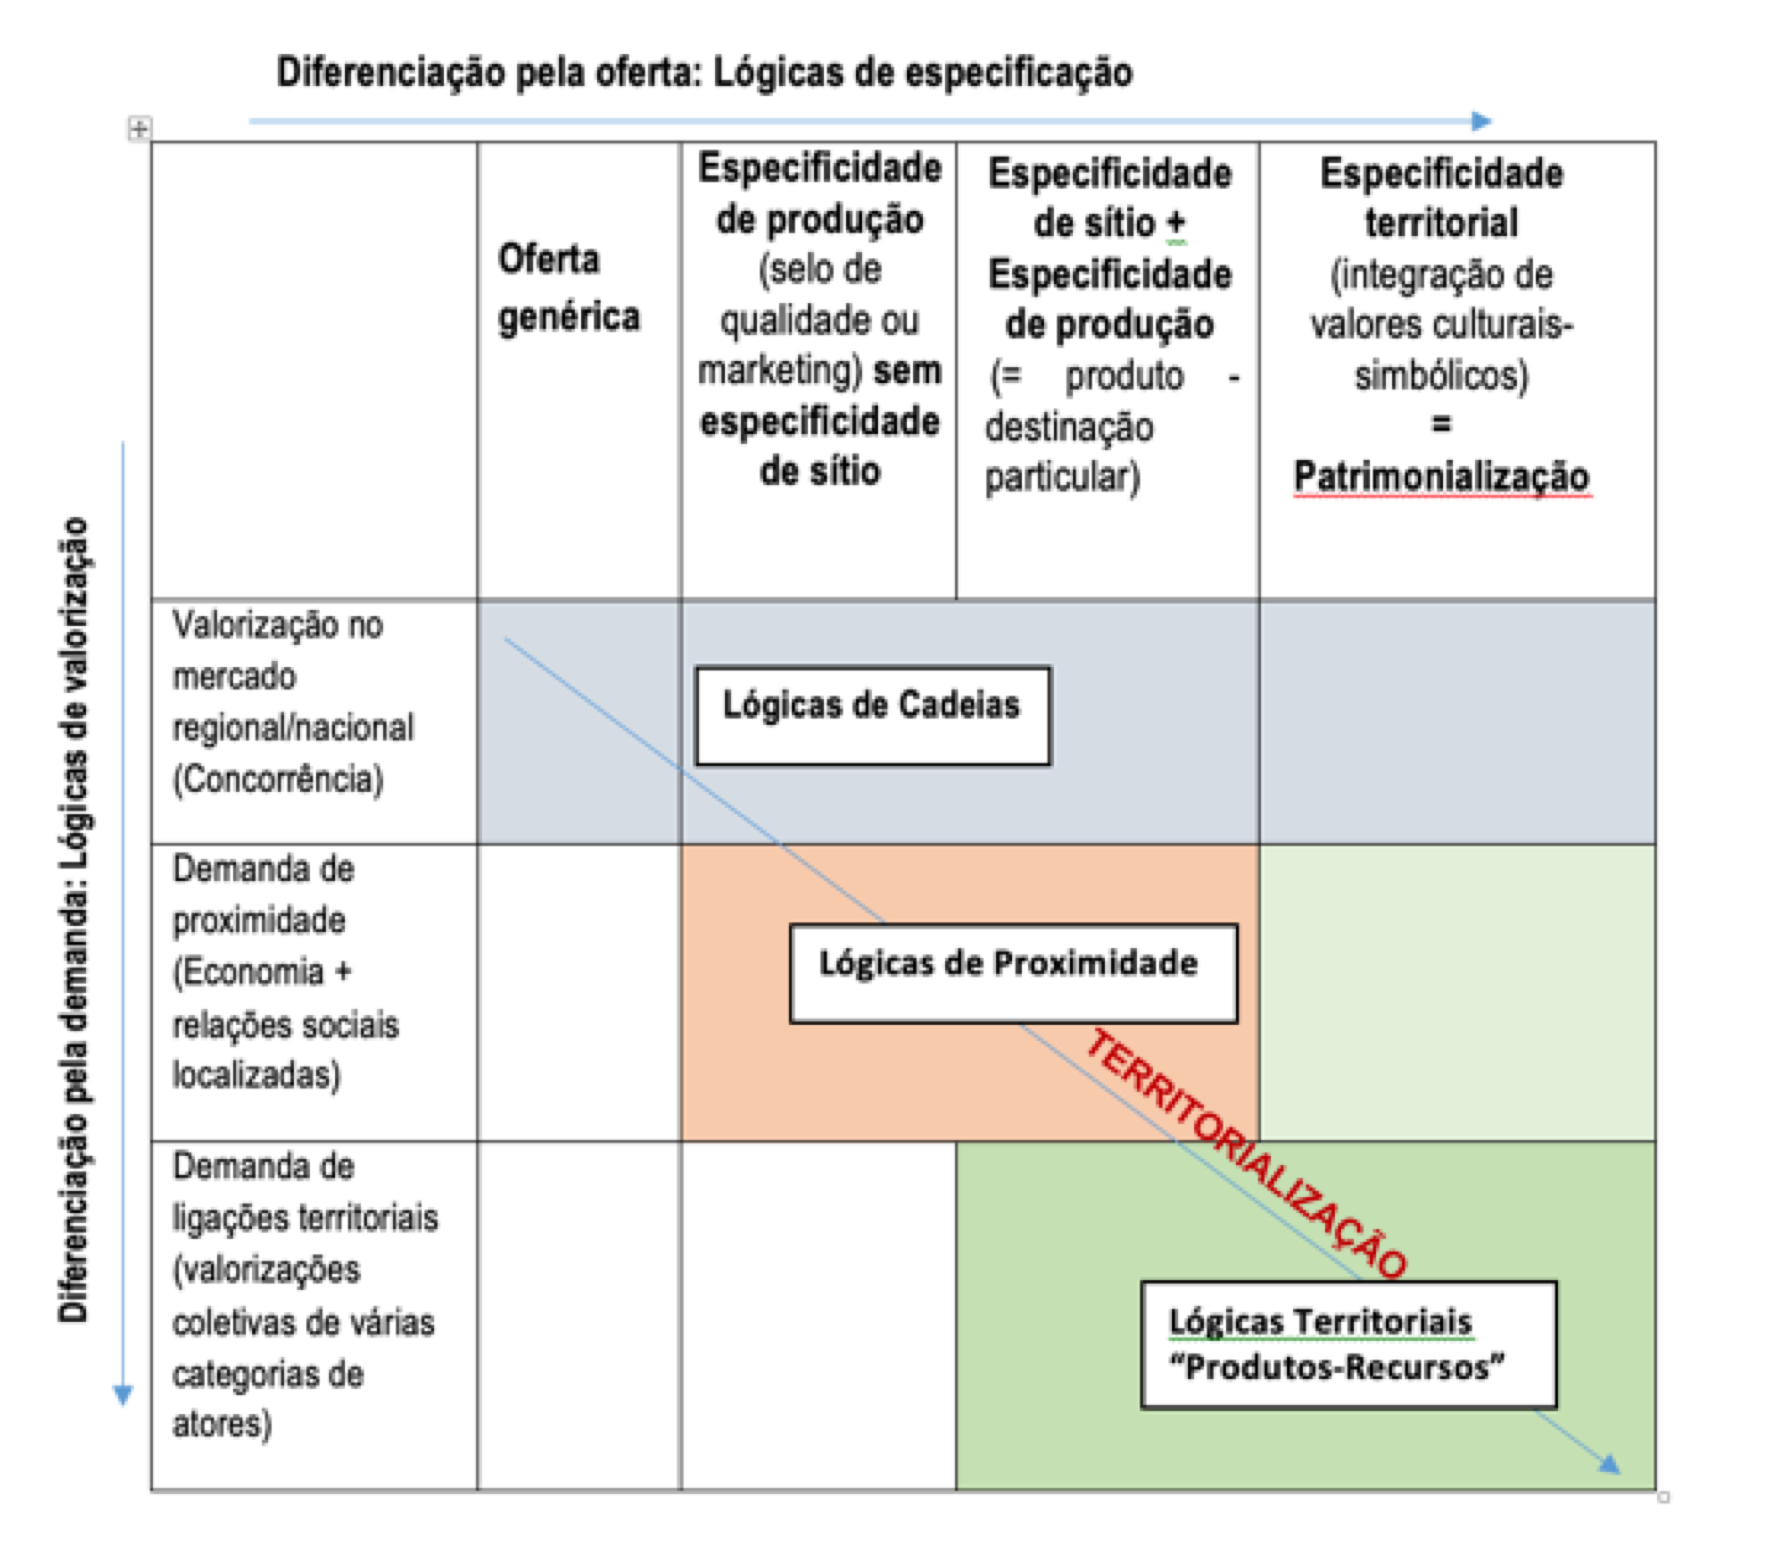 Diferenciação pela oferta: Lógicas de especificação
Oferta
genérica
Especificidade
de produção
(selo de
qualidade ou
marketing) sem
especificidade
de sítio
Especificidade
de sítio +
Especificidade
de produção
(= produto -
destinação
particular)
Especificidade
territorial
(integração de
valores culturais-
simbólicos)
=
Patrimonialização
Diferenciação pela demanda: Lógicas de valorização
Valorização no
mercado
regional/nacional
(Concorrência)
Lógicas de Cadeias
Demanda de
proximidade
(Economia +
relações sociais
localizadas)
Lógicas de Proximidade
TERRITORIALIZAÇÃO
Demanda de
ligações territoriais
(valorizações
coletivas de várias
categorias de
atores)
Lógicas Territoriais
“Produtos-Recursos”